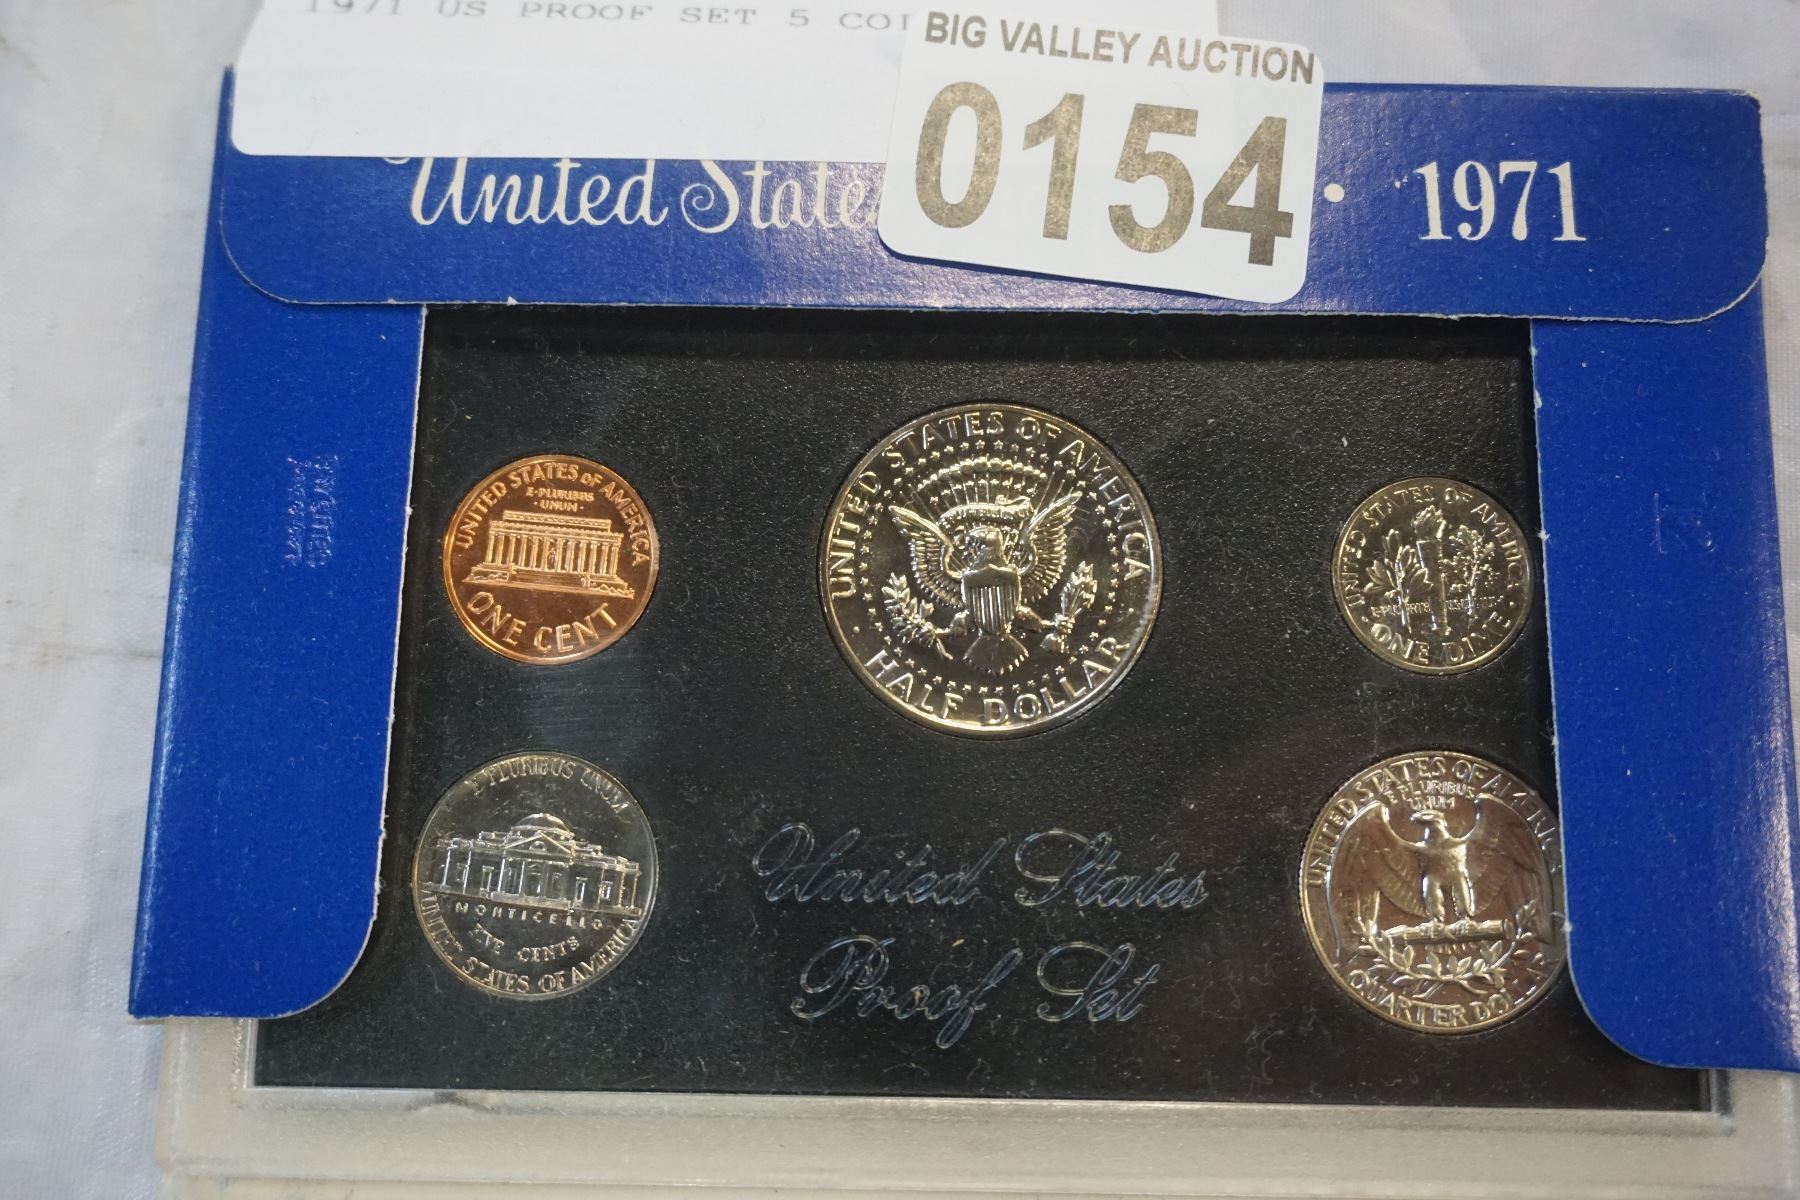 1971 US PROOF SET 5
BIG VALLEY AUCTION
0154
United States • 1971
UNITED STATES OF AMERICA
E·PLURIBUS
·UNUM·
ONE CENT
UNITED STATES OF AMERICA
HALF DOLLAR
UNITED STATES OF AMERICA
ONE DIME
E PLURIBUS UNUM
MONTICELLO
FIVE CENTS
UNITED STATES OF AMERICA
UNITED STATES OF AMERICA
E PLURIBUS
UNUM
QUARTER DOLLAR
United States
Proof Set